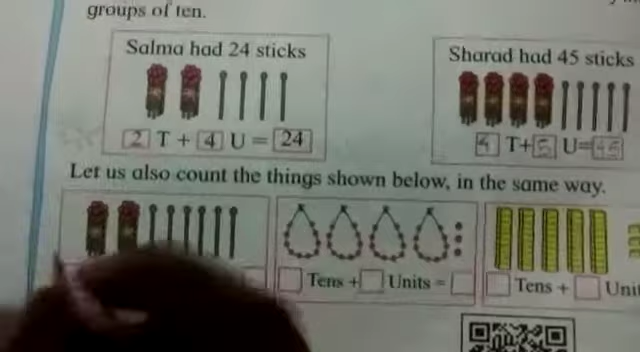 groups of ten.
Salma had 24 sticks
2 T + 4 U = 24
Sharad had 45 sticks
4 T + 5 U = 45
Let us also count the things shown below, in the same way.
Tens + Units =
Tens +